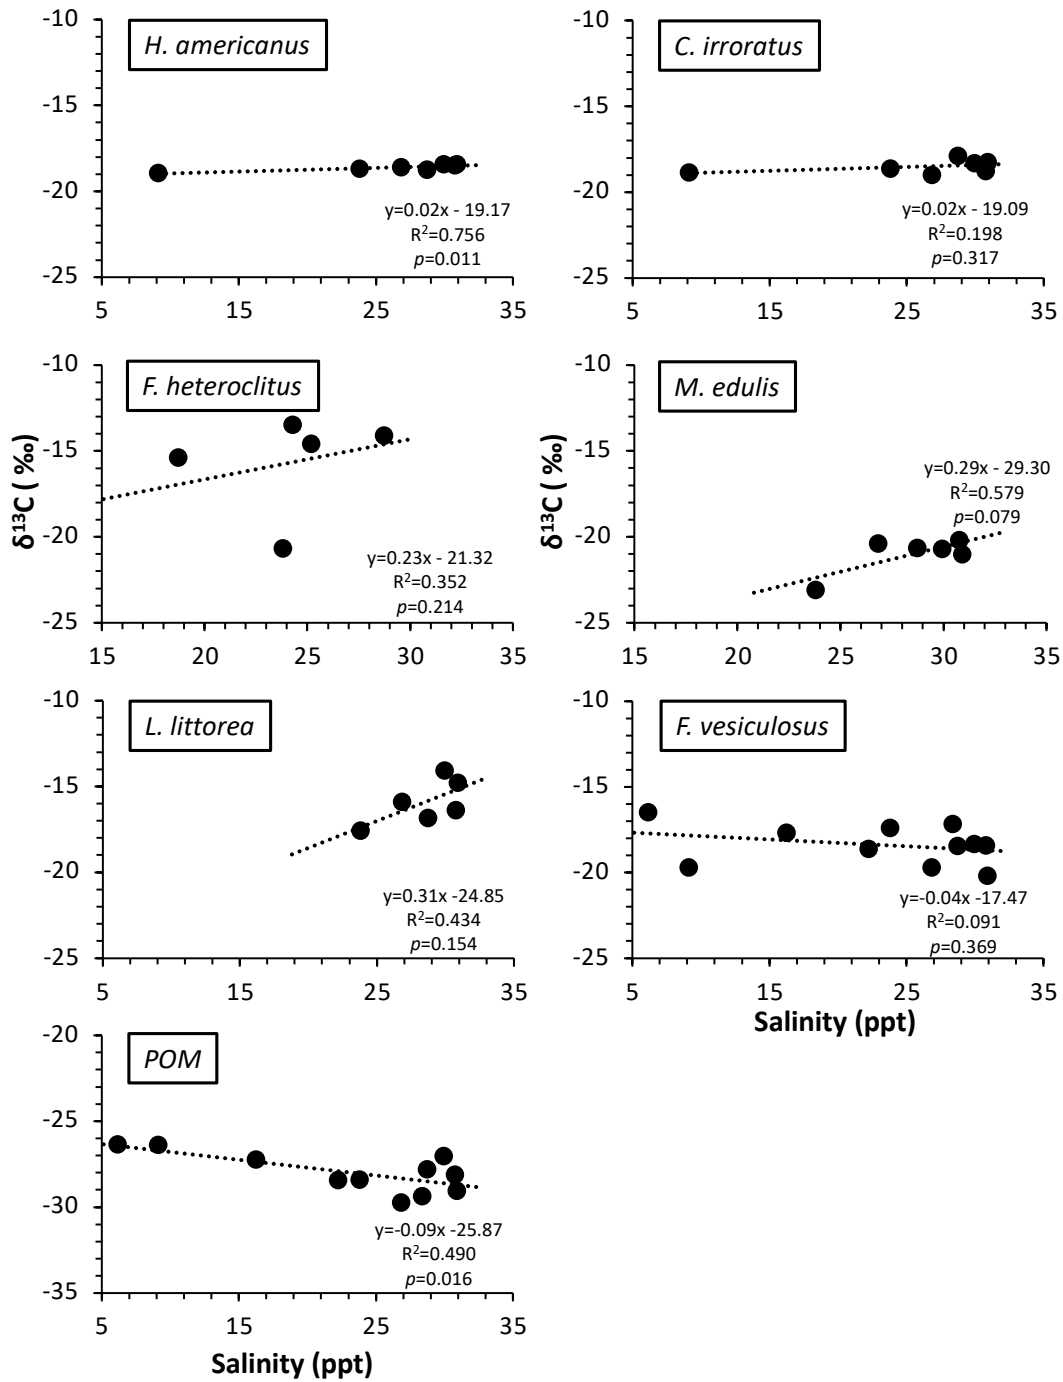 H. americanus
-10
-15
-20
-25
y=0.02x - 19.17
R²=0.756
p=0.011
5 15 25 35
C. irroratus
-10
-15
-20
-25
y=0.02x - 19.09
R²=0.198
p=0.317
5 15 25 35
F. heteroclitus
-10
-15
-20
-25
δ¹³C ( ‰)
y=0.23x - 21.32
R²=0.352
p=0.214
15 20 25 30 35
M. edulis
-10
-15
-20
-25
δ¹³C ( ‰)
y=0.29x - 29.30
R²=0.579
p=0.079
15 20 25 30 35
L. littorea
-10
-15
-20
-25
y=0.31x -24.85
R²=0.434
p=0.154
5 15 25 35
F. vesiculosus
-10
-15
-20
-25
y=-0.04x -17.47
R²=0.091
p=0.369
5 15 25 35
Salinity (ppt)
POM
-20
-25
-30
-35
y=-0.09x -25.87
R²=0.490
p=0.016
5 15 25 35
Salinity (ppt)